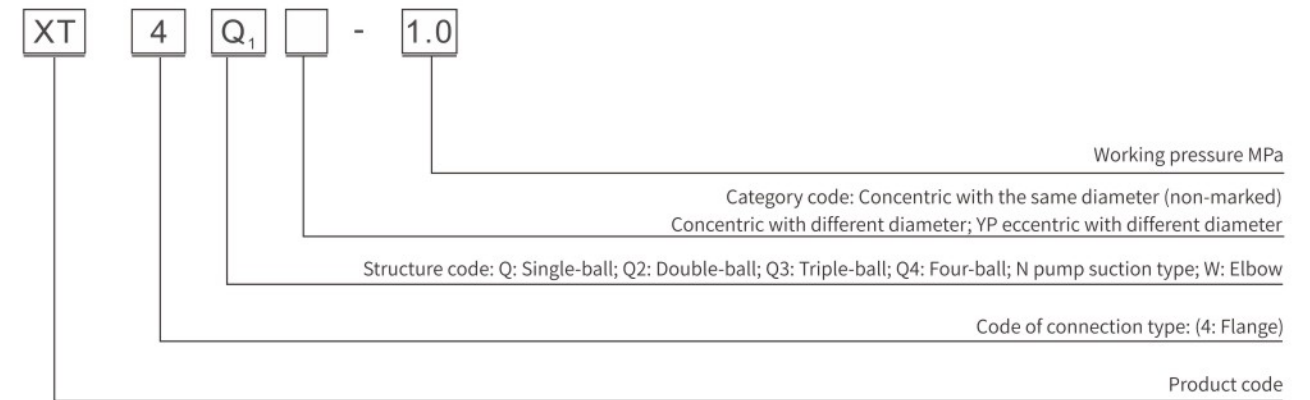 XT 4 Q₁ - 1.0
Working pressure MPa
Category code: Concentric with the same diameter (non-marked)
Concentric with different diameter; YP eccentric with different diameter
Structure code: Q: Single-ball; Q2: Double-ball; Q3: Triple-ball; Q4: Four-ball; N pump suction type; W: Elbow
Code of connection type: (4: Flange)
Product code